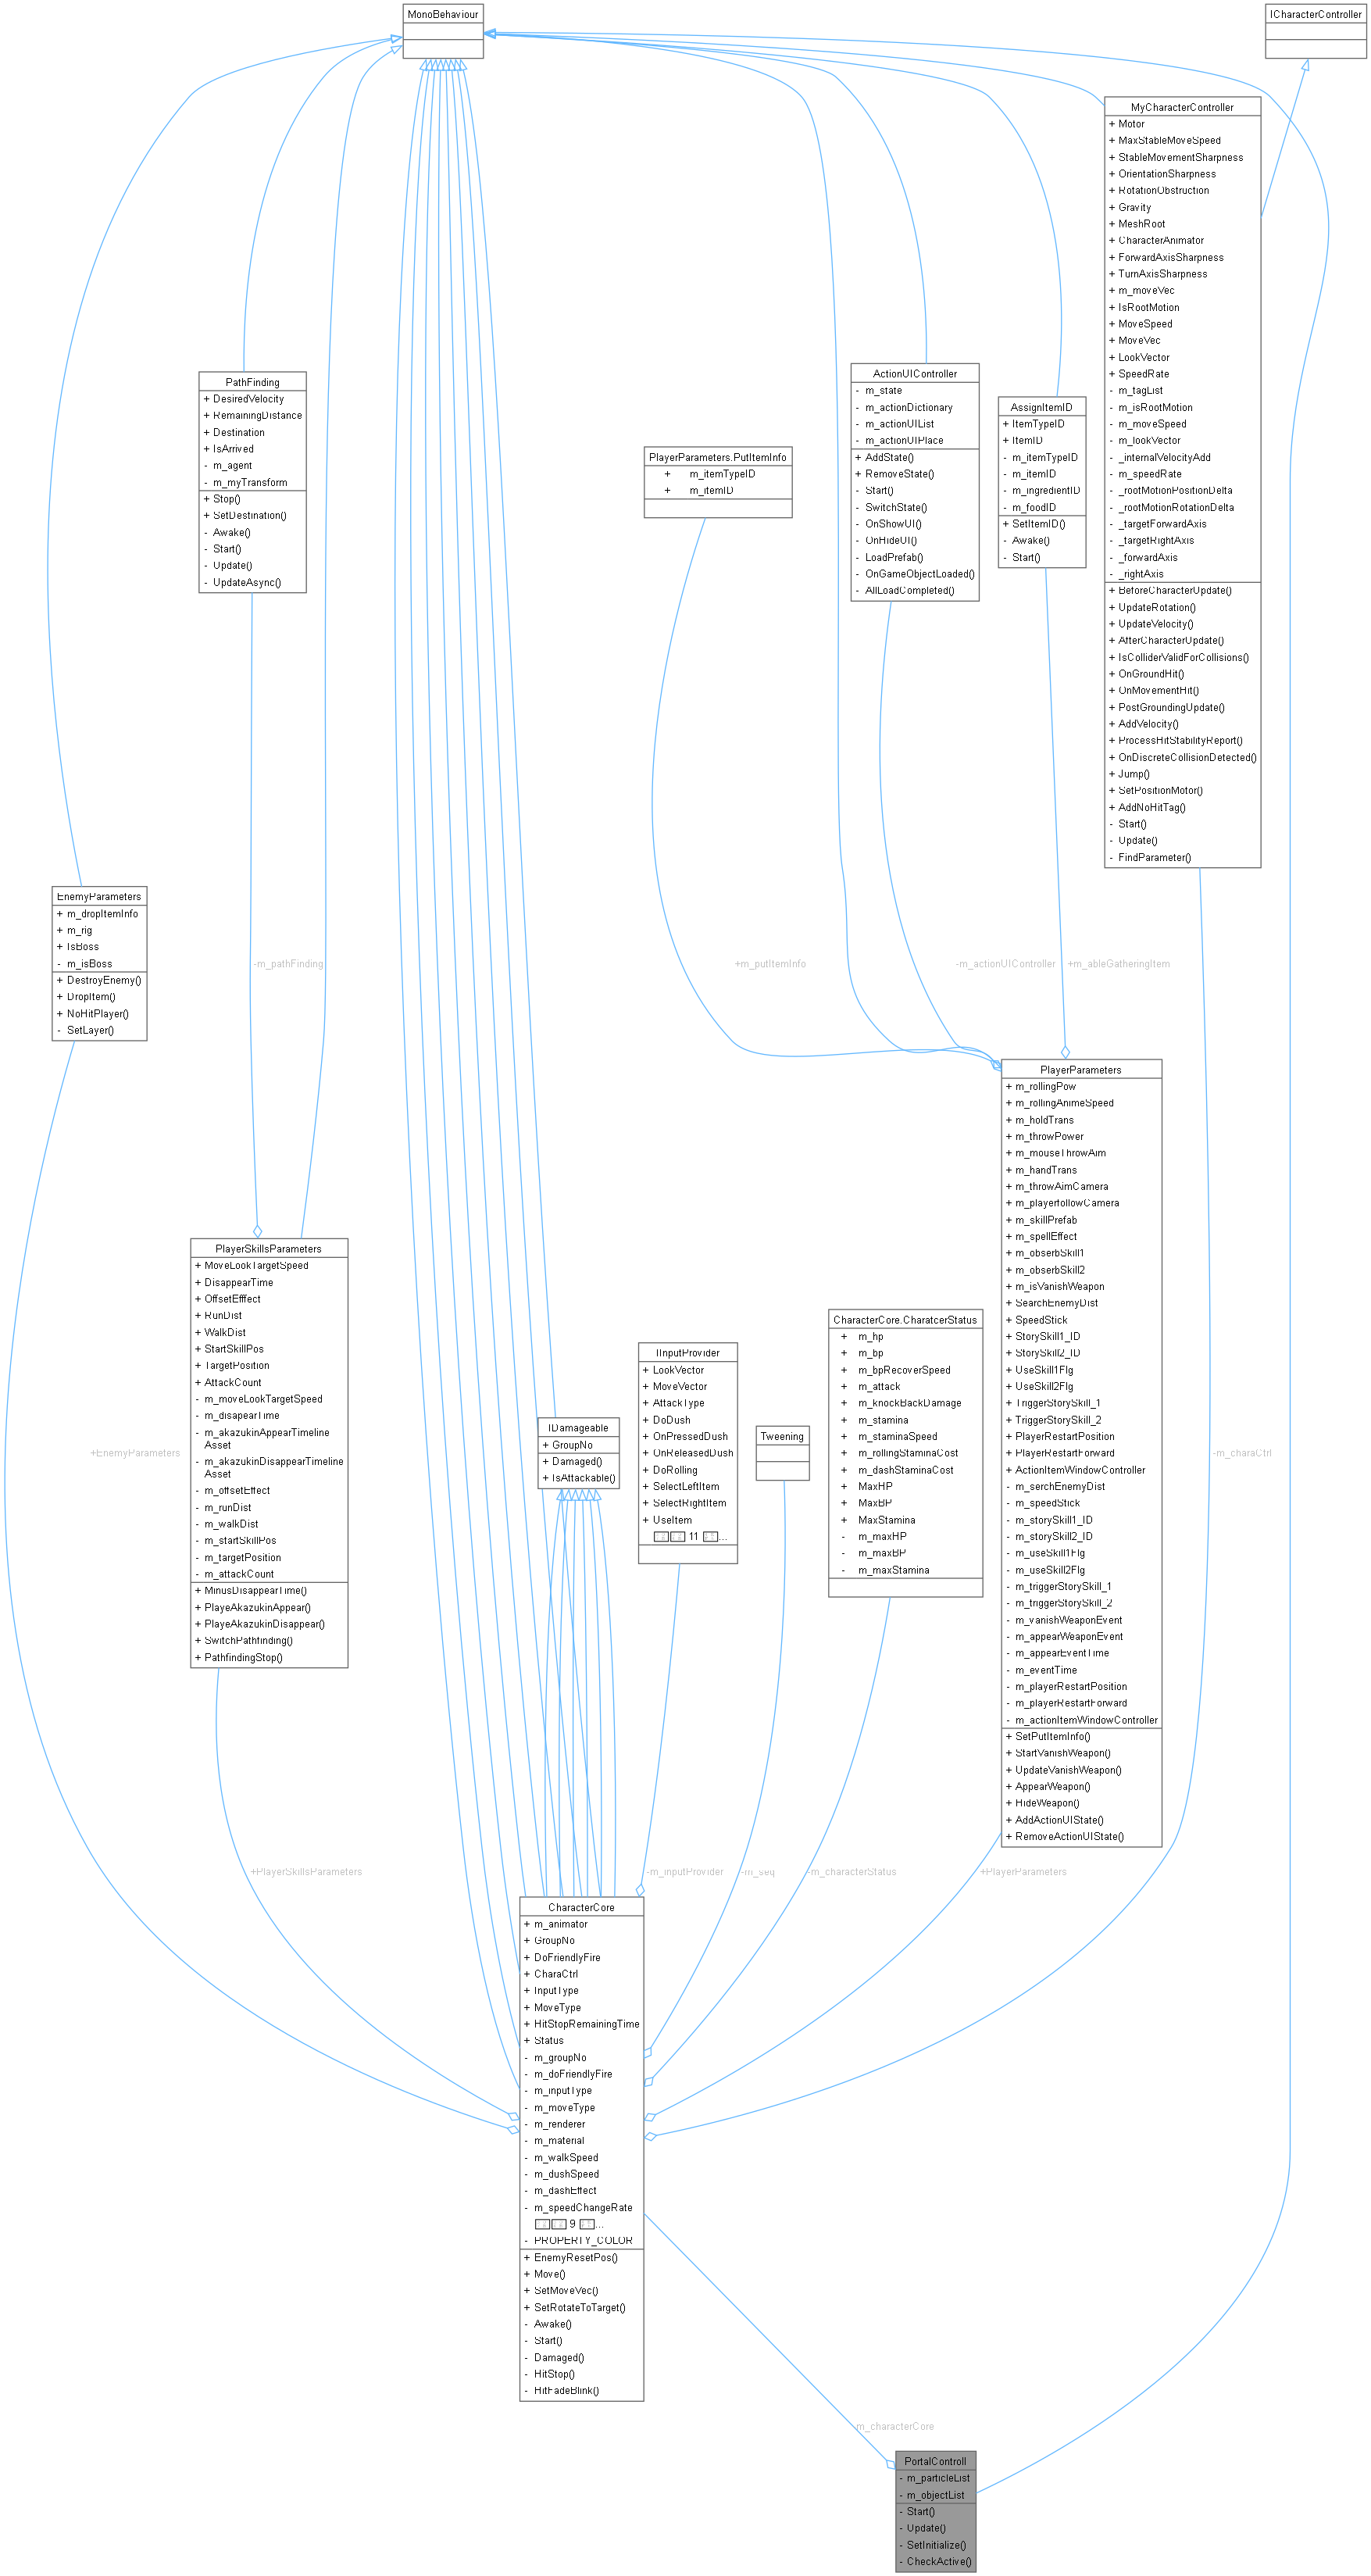 MonoBehaviour
ICharacterController
MyCharacterController
+ Motor
+ MaxStableMoveSpeed
+ StableMovementSharpness
+ OrientationSharpness
+ RotationObstruction
+ Gravity
+ MeshRoot
+ CharacterAnimator
+ ForwardAxisSharpness
+ TurnAxisSharpness
+ m_moveVec
+ IsRootMotion
+ MoveSpeed
+ MoveVec
+ LookVector
+ SpeedRate
- m_tagList
- m_isRootMotion
- m_moveSpeed
- m_lookVector
- _internalVelocityAdd
- m_speedRate
- _rootMotionPositionDelta
- _rootMotionRotationDelta
- _targetForwardAxis
- _targetRightAxis
- _forwardAxis
- _rightAxis
+ BeforeCharacterUpdate()
+ UpdateRotation()
+ UpdateVelocity()
+ AfterCharacterUpdate()
+ IsColliderValidForCollisions()
+ OnGroundHit()
+ OnMovementHit()
+ PostGroundingUpdate()
+ AddVelocity()
+ ProcessHitStabilityReport()
+ OnDiscreteCollisionDetected()
+ Jump()
+ SetPositionMotor()
+ AddNoHitTag()
- Start()
- Update()
- FindParameter()
PathFinding
+ DesiredVelocity
+ RemainingDistance
+ Destination
+ IsArrived
- m_agent
- m_myTransform
+ Stop()
+ SetDestination()
- Awake()
- Start()
- Update()
- UpdateAsync()
PlayerParameters.PutItemInfo
+ m_itemTypeID
+ m_itemID
ActionUIController
- m_state
- m_actionDictionary
- m_actionUIList
- m_actionUIPlace
+ AddState()
+ RemoveState()
- Start()
- SwitchState()
- OnShowUI()
- OnHideUI()
- LoadPrefab()
- OnGameObjectLoaded()
- AllLoadCompleted()
AssignItemID
+ ItemTypeID
+ ItemID
- m_itemTypeID
- m_itemID
- m_ingredientID
- m_foodID
+ SetItemID()
- Awake()
- Start()
EnemyParameters
+ m_dropItemInfo
+ m_rig
+ IsBoss
- m_isBoss
+ DestroyEnemy()
+ DropItem()
+ NoHitPlayer()
- SetLayer()
-m_pathFinding
+m_putItemInfo
-m_actionUIController
+m_ableGatheringItem
PlayerParameters
+ m_rollingPow
+ m_rollingAnimeSpeed
+ m_holdTrans
+ m_throwPower
+ m_mouseThrowAim
+ m_handTrans
+ m_throwAimCamera
+ m_playerfollowCamera
+ m_skillPrefab
+ m_spellEffect
+ m_obserbSkill1
+ m_obserbSkill2
+ m_isVanishWeapon
+ SearchEnemyDist
+ SpeedStick
+ StorySkill1_ID
+ StorySkill2_ID
+ UseSkill1Flg
+ UseSkill2Flg
+ TriggerStorySkill_1
+ TriggerStorySkill_2
+ PlayerRestartPosition
+ PlayerRestartForward
+ ActionItemWindowController
- m_serchEnemyDist
- m_speedStick
- m_storySkill1_ID
- m_storySkill2_ID
- m_useSkill1Flg
- m_useSkill2Flg
- m_triggerStorySkill_1
- m_triggerStorySkill_2
- m_vanishWeaponEvent
- m_appearWeaponEvent
- m_appearEventTime
- m_eventTime
- m_playerRestartPosition
- m_playerRestartForward
- m_actionItemWindowController
+ SetPutItemInfo()
+ StartVanishWeapon()
+ UpdateVanishWeapon()
+ AppearWeapon()
+ HideWeapon()
+ AddActionUIState()
+ RemoveActionUIState()
PlayerSkillsParameters
+ MoveLookTargetSpeed
+ DisappearTime
+ OffsetEfffect
+ RunDist
+ WalkDist
+ StartSkillPos
+ TargetPosition
+ AttackCount
- m_moveLookTargetSpeed
- m_disapearTime
- m_akazukinAppearTimeline
Asset
- m_akazukinDisappearTimeline
Asset
- m_offsetEffect
- m_runDist
- m_walkDist
- m_startSkillPos
- m_targetPosition
- m_attackCount
+ MinusDisappearTime()
+ PlayeAkazukinAppear()
+ PlayeAkazukinDisappear()
+ SwitchPathfinding()
+ PathfindingStop()
IDamageable
+ GroupNo
+ Damaged()
+ IsAttackable()
IInputProvider
+ LookVector
+ MoveVector
+ AttackType
+ DoDush
+ OnPressedDush
+ OnReleasedDush
+ DoRolling
+ SelectLeftItem
+ SelectRightItem
+ UseItem
11 ...
Tweening
CharacterCore.CharatcerStatus
+ m_hp
+ m_bp
+ m_bpRecoverSpeed
+ m_attack
+ m_knockBackDamage
+ m_stamina
+ m_staminaSpeed
+ m_rollingStaminaCost
+ m_dashStaminaCost
+ MaxHP
+ MaxBP
+ MaxStamina
- m_maxHP
- m_maxBP
- m_maxStamina
+EnemyParameters
-m_charaCtrl
+PlayerSkillsParameters
-m_inputProvider
-m_seq
-m_characterStatus
+PlayerParameters
CharacterCore
+ m_animator
+ GroupNo
+ DoFriendlyFire
+ CharaCtrl
+ InputType
+ MoveType
+ HitStopRemainingTime
+ Status
- m_groupNo
- m_doFriendlyFire
- m_inputType
- m_moveType
- m_renderer
- m_material
- m_walkSpeed
- m_dushSpeed
- m_dashEffect
- m_speedChangeRate
9 ...
- PROPERTY_COLOR
+ EnemyResetPos()
+ Move()
+ SetMoveVec()
+ SetRotateToTarget()
- Awake()
- Start()
- Damaged()
- HitStop()
- HitFadeBlink()
-m_characterCore
PortalControll
- m_particleList
- m_objectList
- Start()
- Update()
- SetInitialize()
- CheckActive()